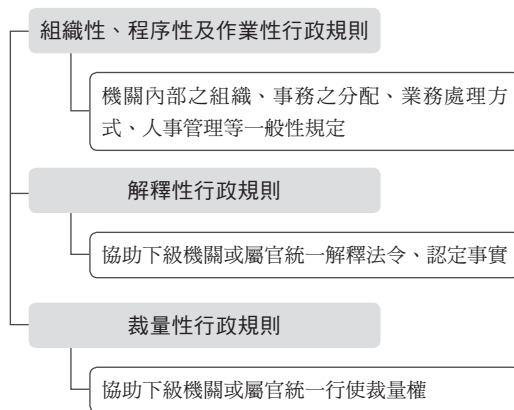 組織性、程序性及作業性行政規則
機關內部之組織、事務之分配、業務處理方
式、人事管理等一般性規定
解釋性行政規則
協助下級機關或屬官統一解釋法令、認定事實
裁量性行政規則
協助下級機關或屬官統一行使裁量權